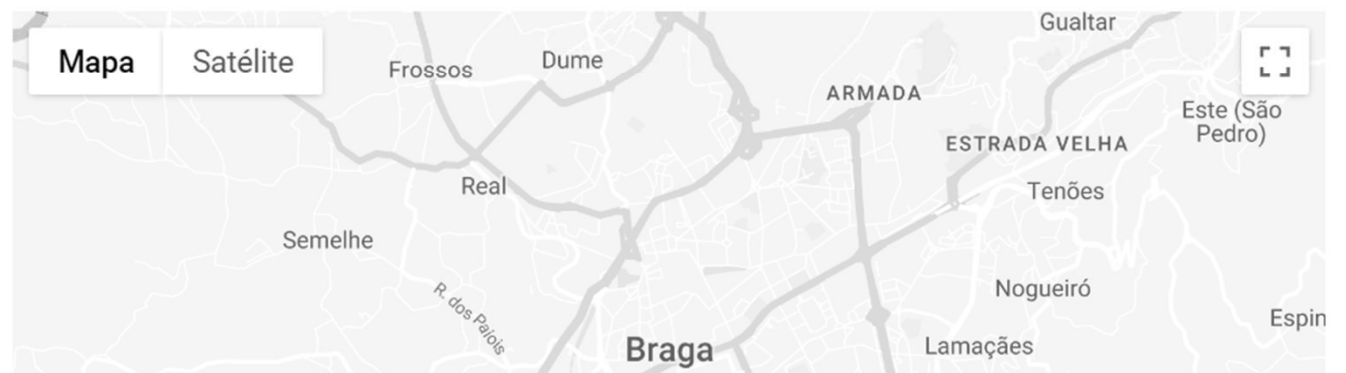 Gualtar
Mapa
Satélite
Dume
Frossos
ARMADA
Este (São
Pedro)
ESTRADA VELHA
Real
Tenões
Semelhe
Nogueiró
R. dos Paiois
Espin
Lamaçães
Braga